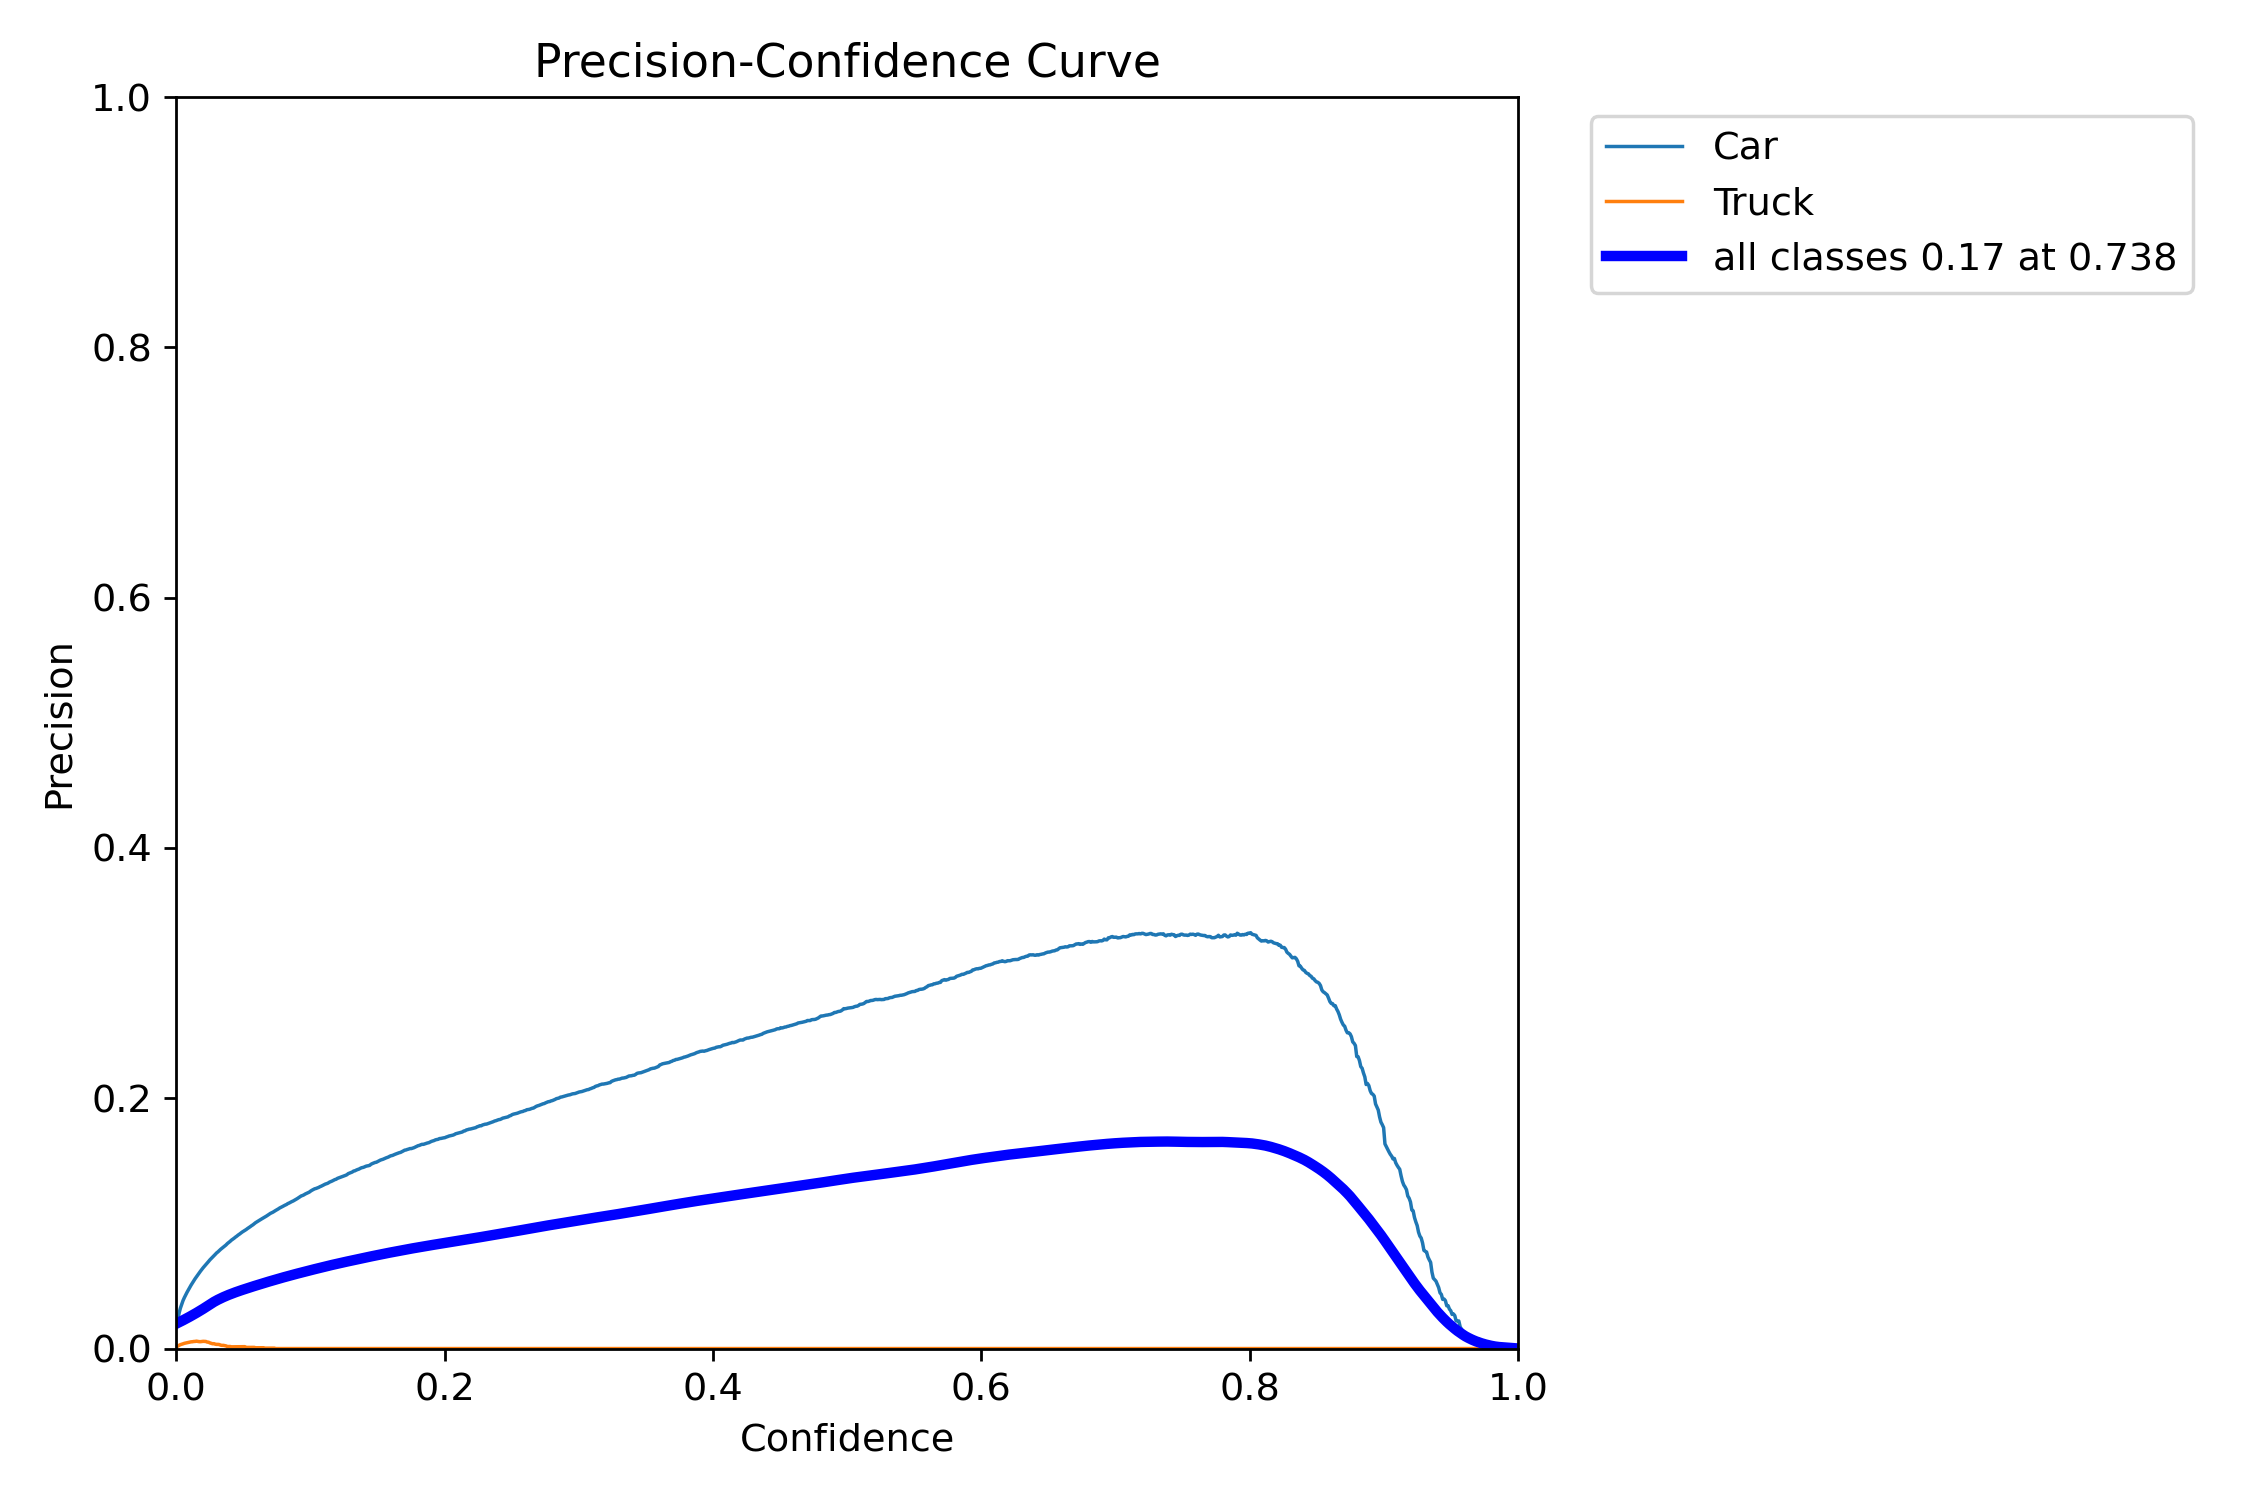 Precision-Confidence Curve
1.0
0.8
0.6
0.4
0.2
0.0
Precision
0.0 0.2 0.4 0.6 0.8 1.0
Confidence
Car
Truck
all classes 0.17 at 0.738